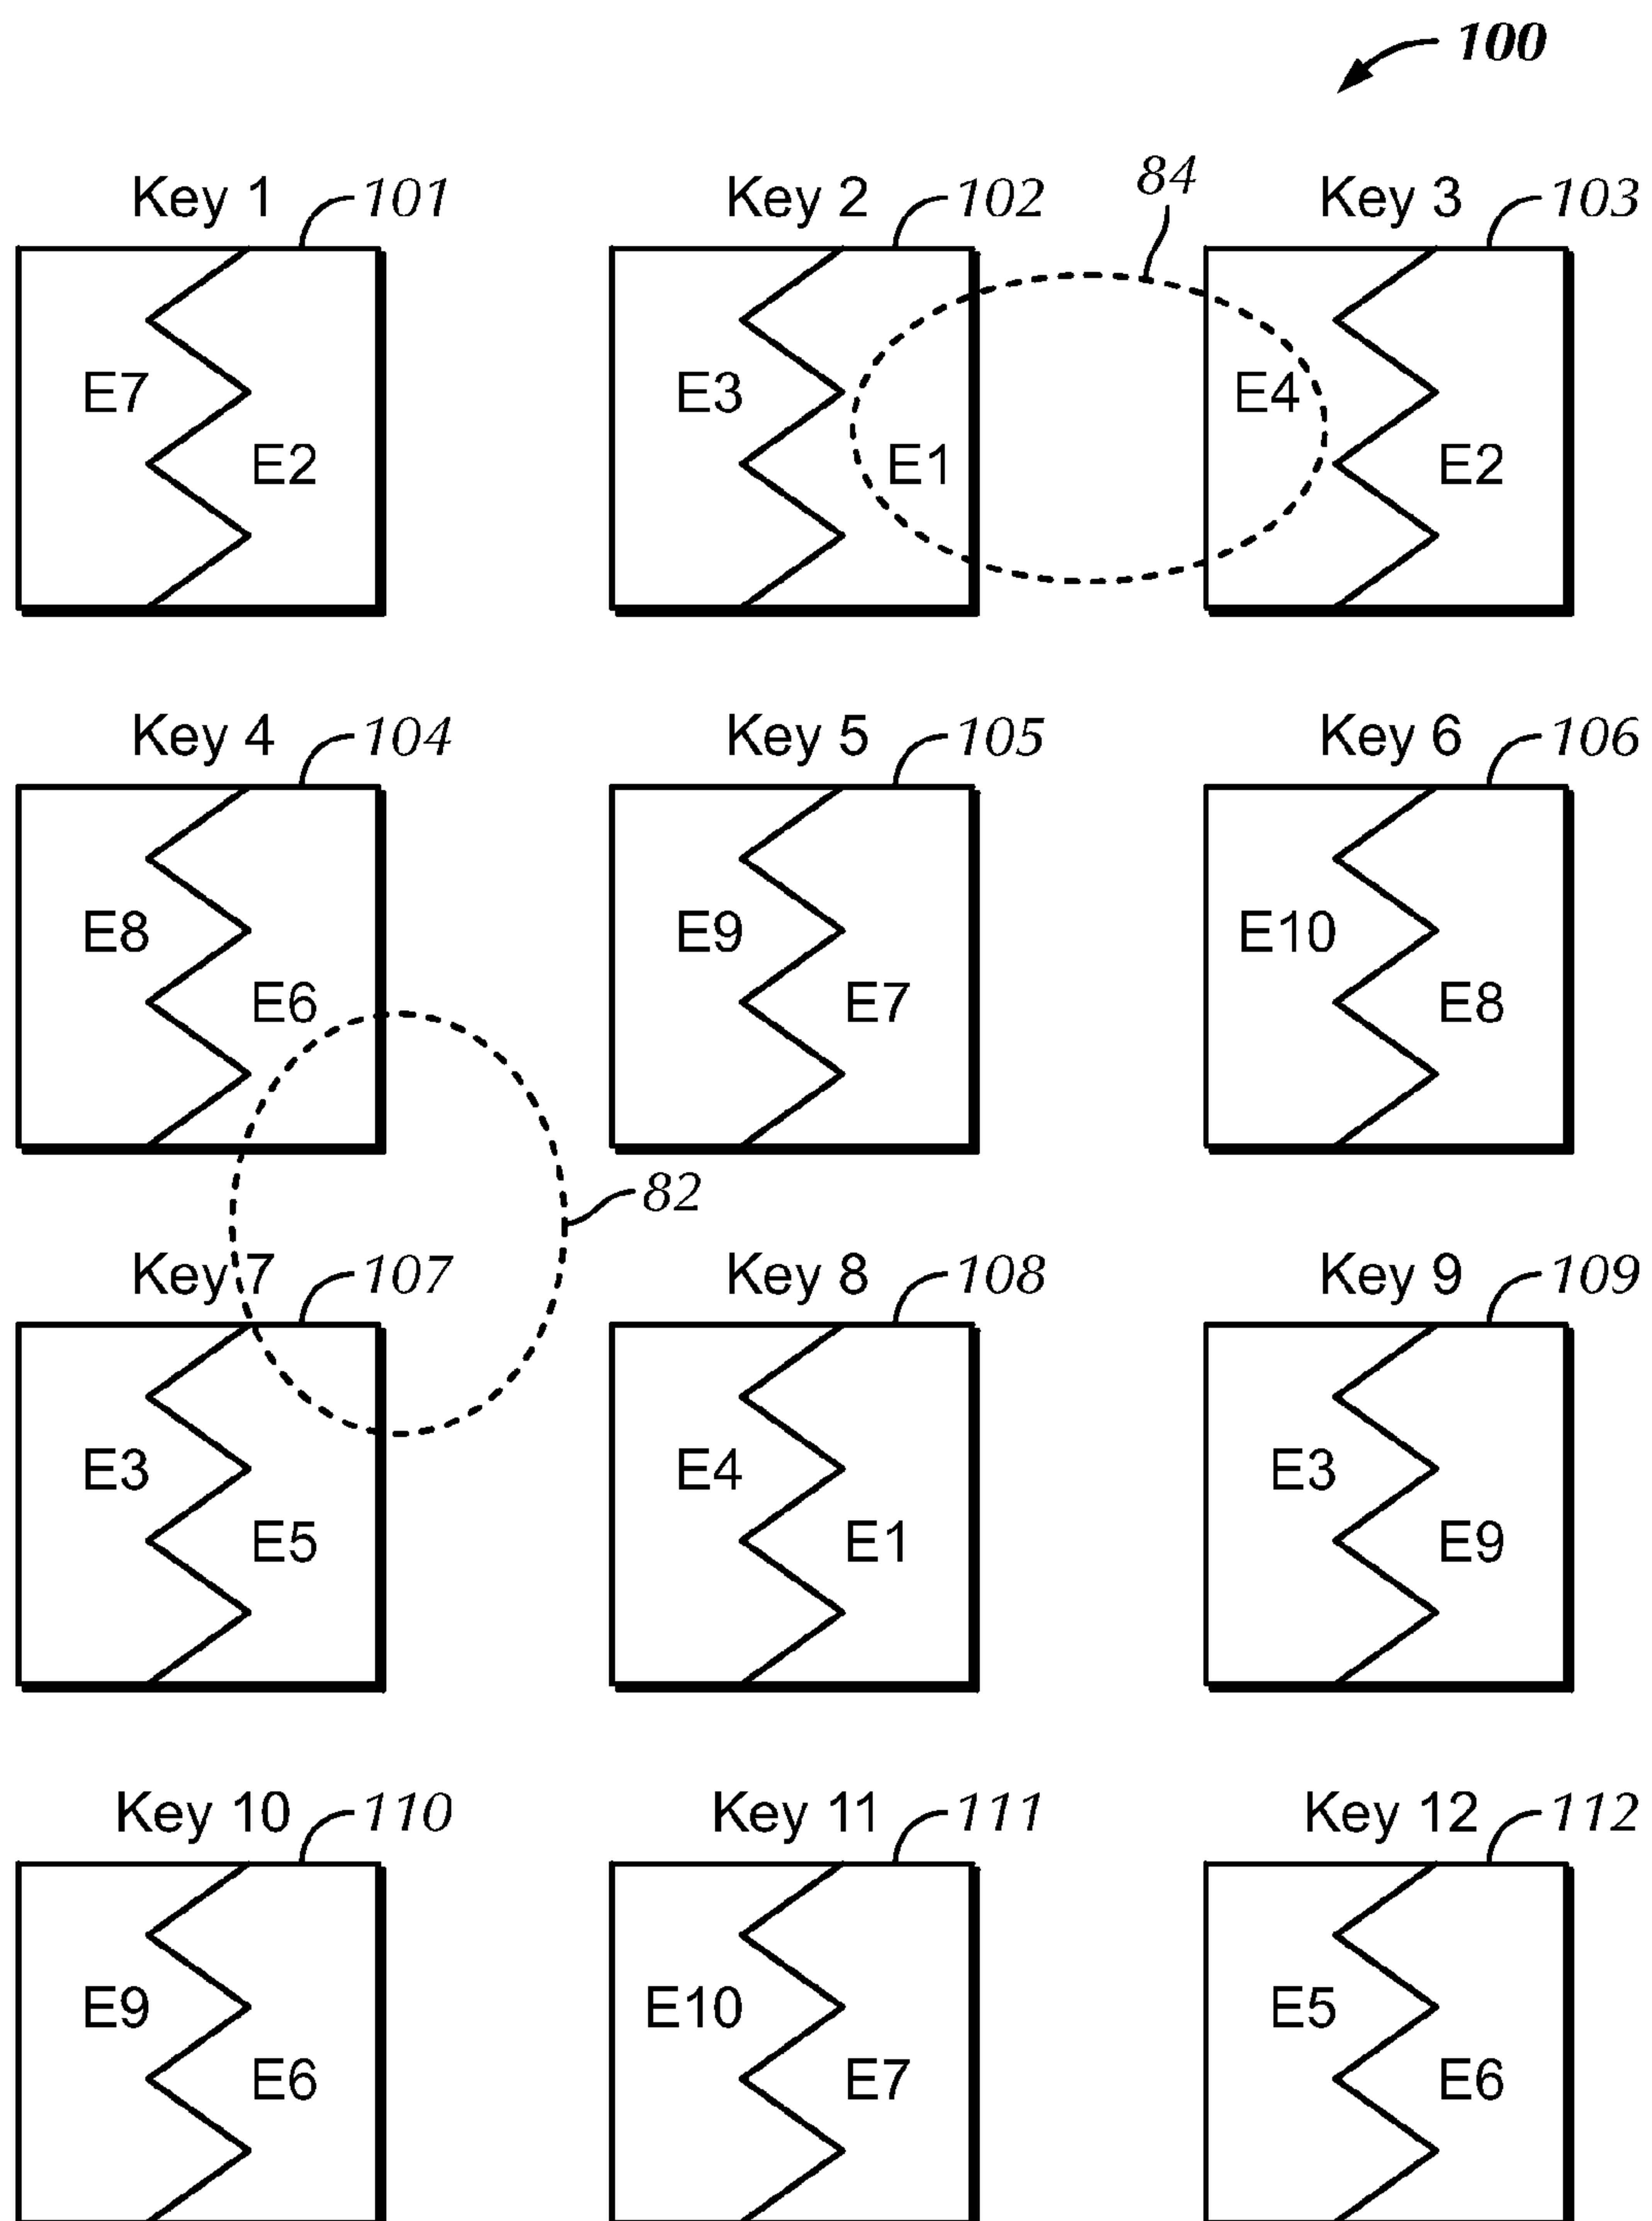 100
84
Key 1 101 Key 2 102 Key 3 103
E7 E3 E4
E2 E1 E2
Key 4 104 Key 5 105 Key 6 106
E8 E9 E10
E6 E7 E8
82
Key 7 107 Key 8 108 Key 9 109
E3 E4 E3
E5 E1 E9
Key 10 110 Key 11 111 Key 12 112
E9 E10 E5
E6 E7 E6